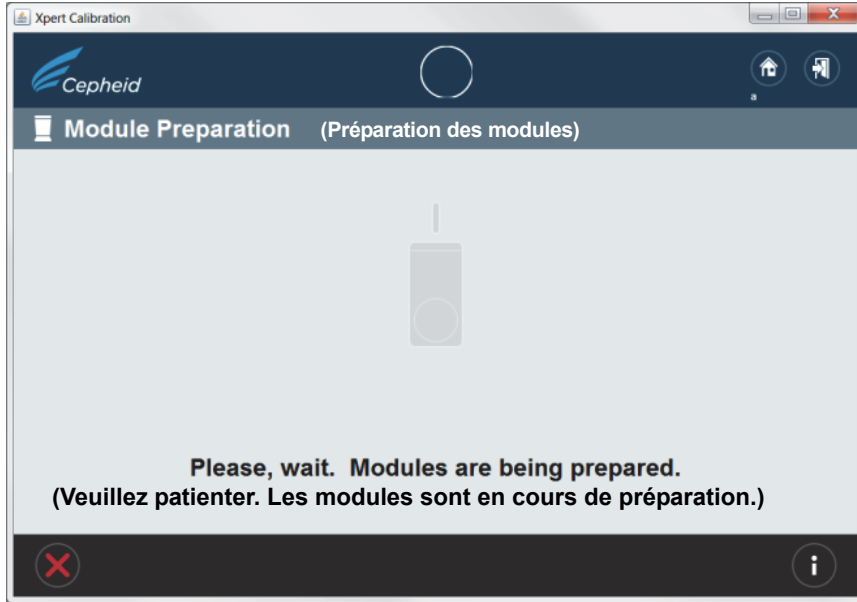 Xpert Calibration
Cepheid
a
Module Preparation (Préparation des modules)
Please, wait. Modules are being prepared.
(Veuillez patienter. Les modules sont en cours de préparation.)
i